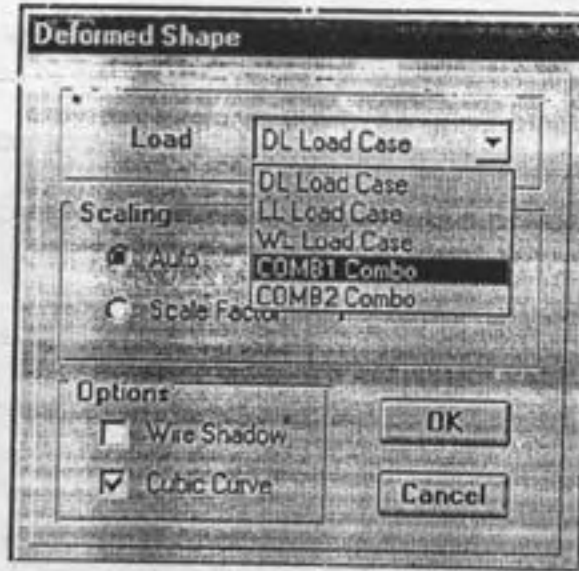 Deformed Shape
Load
DL Load Case
DL Load Case
LL Load Case
WL Load Case
COMB1 Combo
COMB2 Combo
Scaling
Auto
Scale Factor
Options
Wire Shadow
Cubic Curve
OK
Cancel